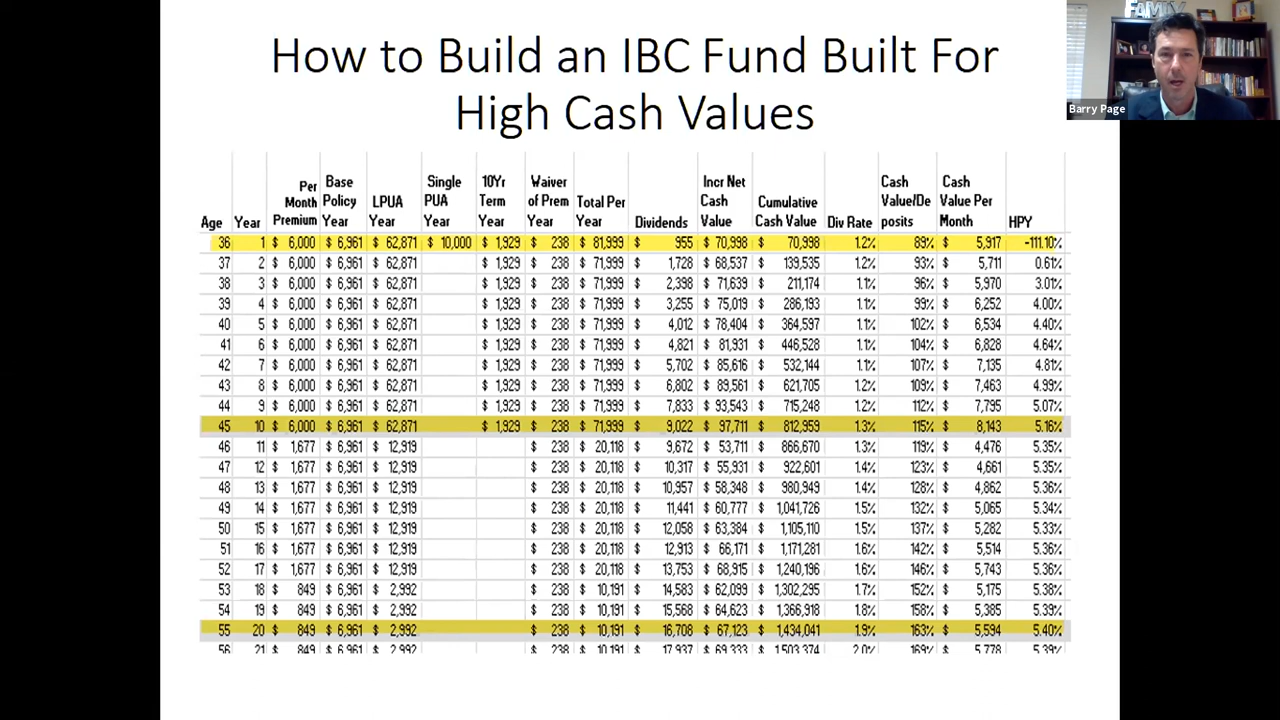 FAMILY
Barry Page
How to Build an IBC Fund Built For
High Cash Values
Age Year Per Month Premium Base Policy Year LPUA Year Single PUA Year 10Yr Term Year Waiver of Prem Year Total Per Year Dividends Incr Net Cash Value Cumulative Cash Value Div Rate Cash Value/De posits Cash Value Per Month HPY
36 1 $ 6,000 $ 6,961 $ 62,871 $ 10,000 $ 1,929 $ 238 $ 81,999 $ 955 $ 70,998 $ 70,998 1.2% 89% $ 5,917 -111.10%
37 2 $ 6,000 $ 6,961 $ 62,871 $ 1,929 $ 238 $ 71,999 $ 1,728 $ 68,537 $ 139,535 1.2% 93% $ 5,711 0.61%
38 3 $ 6,000 $ 6,961 $ 62,871 $ 1,929 $ 238 $ 71,999 $ 2,398 $ 71,639 $ 211,174 1.1% 96% $ 5,970 3.01%
39 4 $ 6,000 $ 6,961 $ 62,871 $ 1,929 $ 238 $ 71,999 $ 3,255 $ 75,019 $ 286,193 1.1% 99% $ 6,252 4.00%
40 5 $ 6,000 $ 6,961 $ 62,871 $ 1,929 $ 238 $ 71,999 $ 4,012 $ 78,404 $ 364,597 1.1% 102% $ 6,534 4.40%
41 6 $ 6,000 $ 6,961 $ 62,871 $ 1,929 $ 238 $ 71,999 $ 4,821 $ 81,931 $ 446,528 1.1% 104% $ 6,828 4.64%
42 7 $ 6,000 $ 6,961 $ 62,871 $ 1,929 $ 238 $ 71,999 $ 5,702 $ 85,616 $ 532,144 1.1% 107% $ 7,135 4.81%
43 8 $ 6,000 $ 6,961 $ 62,871 $ 1,929 $ 238 $ 71,999 $ 6,802 $ 89,561 $ 621,705 1.2% 109% $ 7,463 4.99%
44 9 $ 6,000 $ 6,961 $ 62,871 $ 1,929 $ 238 $ 71,999 $ 7,833 $ 93,543 $ 715,248 1.2% 112% $ 7,795 5.07%
45 10 $ 6,000 $ 6,961 $ 62,871 $ 1,929 $ 238 $ 71,999 $ 9,022 $ 97,711 $ 812,959 1.3% 115% $ 8,143 5.16%
46 11 $ 1,677 $ 6,961 $ 12,919 $ 238 $ 20,118 $ 9,672 $ 53,711 $ 866,670 1.3% 119% $ 4,476 5.35%
47 12 $ 1,677 $ 6,961 $ 12,919 $ 238 $ 20,118 $ 10,317 $ 55,931 $ 922,601 1.4% 123% $ 4,661 5.35%
48 13 $ 1,677 $ 6,961 $ 12,919 $ 238 $ 20,118 $ 10,957 $ 58,348 $ 980,949 1.4% 128% $ 4,862 5.36%
49 14 $ 1,677 $ 6,961 $ 12,919 $ 238 $ 20,118 $ 11,441 $ 60,777 $ 1,041,726 1.5% 132% $ 5,065 5.34%
50 15 $ 1,677 $ 6,961 $ 12,919 $ 238 $ 20,118 $ 12,058 $ 63,384 $ 1,105,110 1.5% 137% $ 5,282 5.33%
51 16 $ 1,677 $ 6,961 $ 12,919 $ 238 $ 20,118 $ 12,913 $ 66,171 $ 1,171,281 1.6% 142% $ 5,514 5.36%
52 17 $ 1,677 $ 6,961 $ 12,919 $ 238 $ 20,118 $ 13,753 $ 68,915 $ 1,240,196 1.6% 146% $ 5,743 5.36%
53 18 $ 849 $ 6,961 $ 2,992 $ 238 $ 10,191 $ 14,583 $ 62,099 $ 1,302,295 1.7% 152% $ 5,175 5.38%
54 19 $ 849 $ 6,961 $ 2,992 $ 238 $ 10,191 $ 15,568 $ 64,623 $ 1,366,918 1.8% 158% $ 5,385 5.39%
55 20 $ 849 $ 6,961 $ 2,992 $ 238 $ 10,191 $ 16,708 $ 67,123 $ 1,434,041 1.9% 163% $ 5,594 5.40%
56 21 $ 849 $ 6,961 $ 2,992 $ 238 $ 10,191 $ 17,937 $ 69,333 $ 1,503,374 2.0% 169% $ 5,778 5.39%